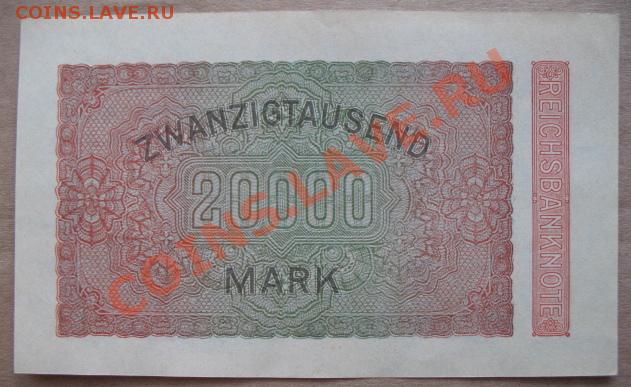 COINS.LAVE.RU
ZWANZIGTAUSEND
20000
MARK
REICHSBANKNOTE
COINS.LAVE.RU